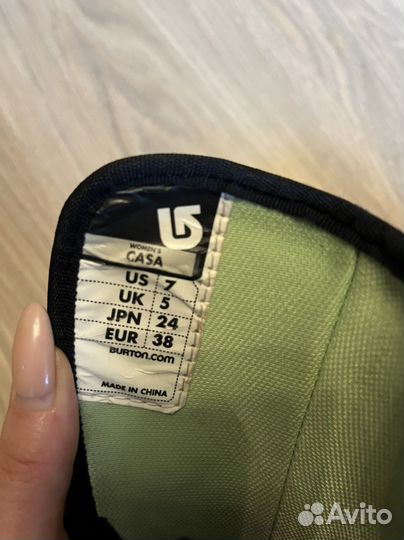 WOMEN'S
CASA
US 7
UK 5
JPN 24
EUR 38
BURTON.COM
MADE IN CHINA
Avito